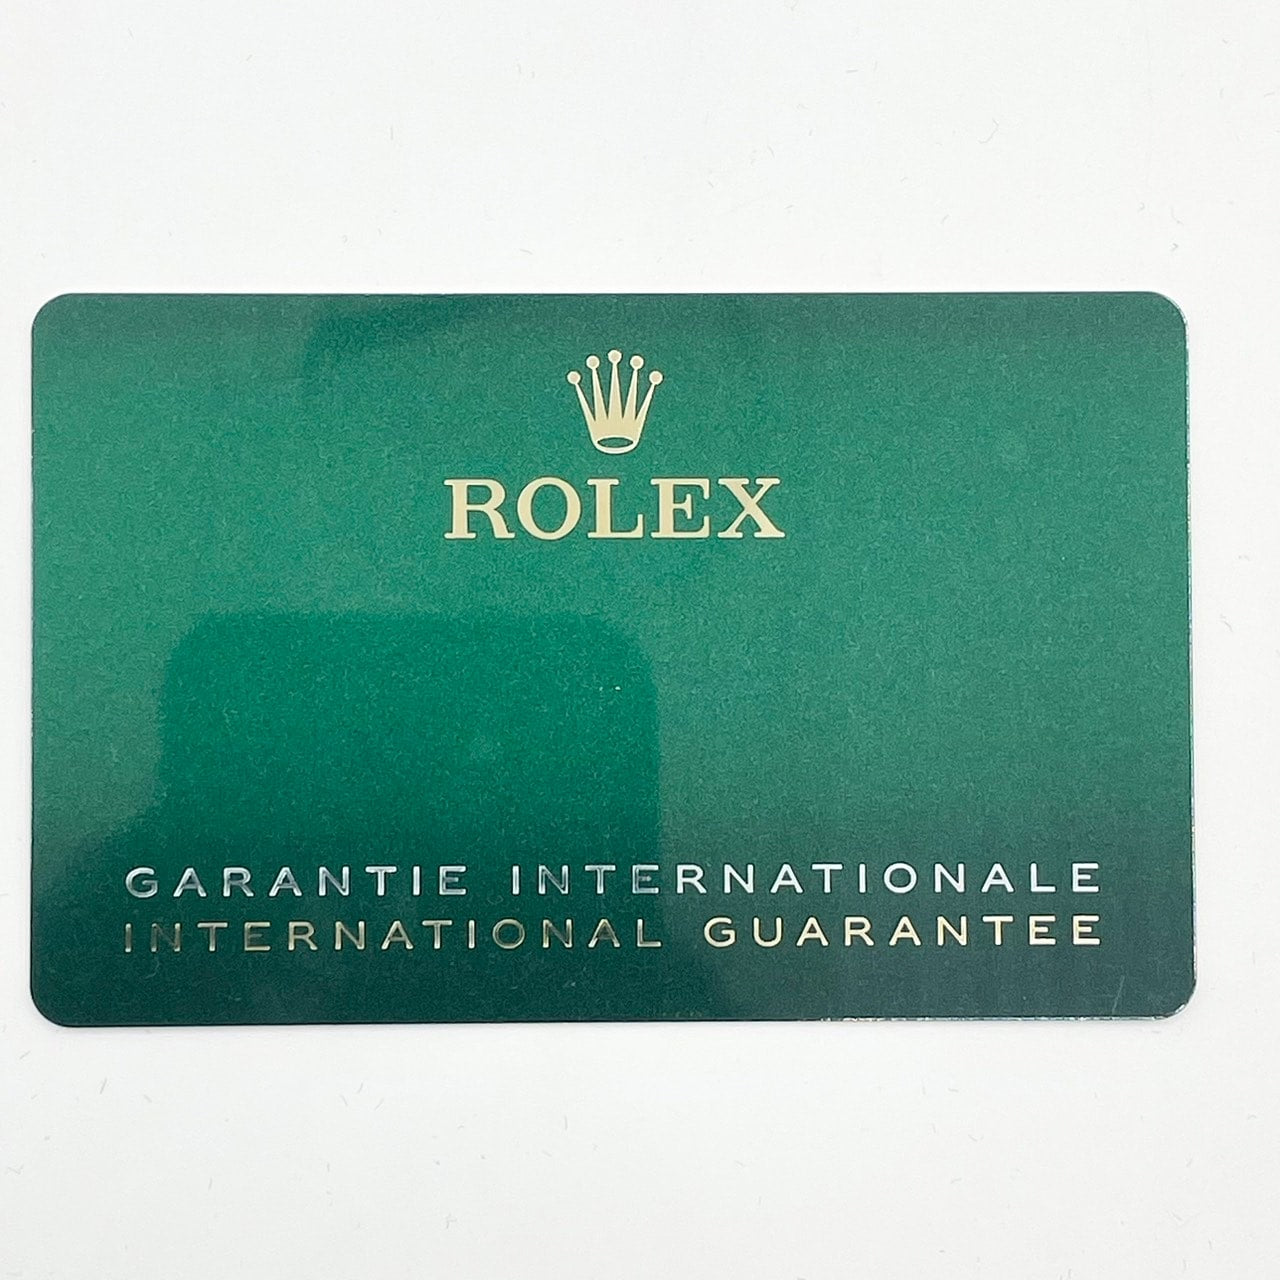 ROLEX
GARANTIE INTERNATIONALE
INTERNATIONAL GUARANTEE